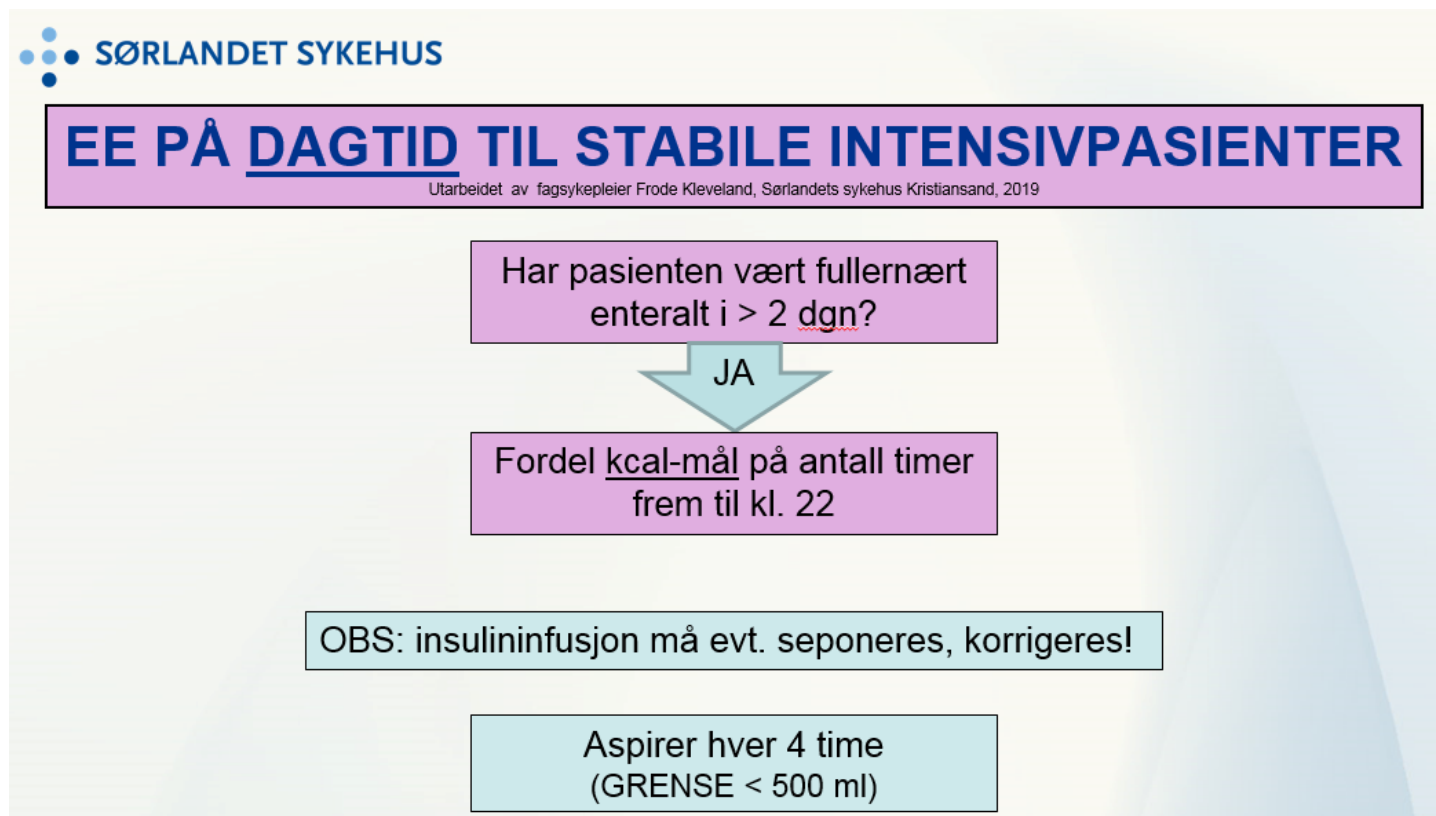 SØRLANDET SYKEHUS
EE PÅ DAGTID TIL STABILE INTENSIVPASIENTER
Utarbeidet av fagsykepleier Frode Kleveland, Sørlandets sykehus Kristiansand, 2019
Har pasienten vært fullernært
enteralt i > 2 dgn?
JA
Fordel kcal-mål på antall timer
frem til kl. 22
OBS: insulininfusjon må evt. seponeres, korrigeres!
Aspirer hver 4 time
(GRENSE < 500 ml)